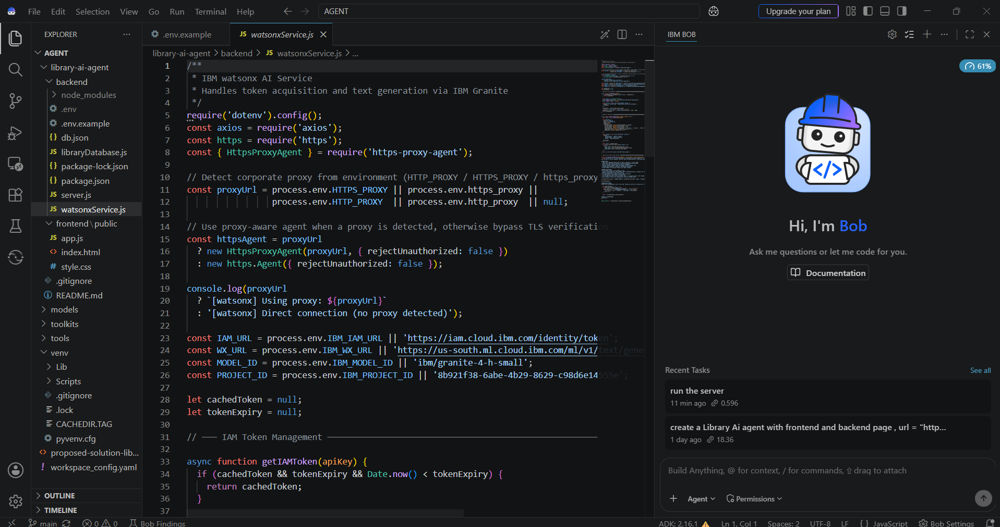 File Edit Selection View Go Run Terminal Help
AGENT
Upgrade your plan
EXPLORER
AGENT
library-ai-agent
backend
node_modules
.env
.env.example
db.json
libraryDatabase.js
package-lock.json
package.json
server.js
watsonxService.js
frontend\public
app.js
index.html
style.css
.gitignore
README.md
models
toolkits
tools
venv
Lib
Scripts
.gitignore
.lock
CACHEDIR.TAG
pyvenv.cfg
proposed-solution-lib...
workspace_config.yaml
OUTLINE
TIMELINE
.env.example
JS watsonxService.js
library-ai-agent > backend > JS watsonxService.js > ...
1 /**
2 * IBM watsonx AI Service
3 * Handles token acquisition and text generation via IBM Granite
4 */
5 require('dotenv').config();
6 const axios = require('axios');
7 const https = require('https');
8 const { HttpsProxyAgent } = require('https-proxy-agent');
9
10 // Detect corporate proxy from environment (HTTP_PROXY / HTTPS_PROXY / https_proxy
11 const proxyUrl = process.env.HTTPS_PROXY || process.env.https_proxy ||
12 process.env.HTTP_PROXY || process.env.http_proxy || null;
13
14 // Use proxy-aware agent when a proxy is detected, otherwise bypass TLS verification
15 const httpsAgent = proxyUrl
16 ? new HttpsProxyAgent(proxyUrl, { rejectUnauthorized: false })
17 : new https.Agent({ rejectUnauthorized: false });
18
19 console.log(proxyUrl
20 ? `[watsonx] Using proxy: ${proxyUrl}`
21 : '[watsonx] Direct connection (no proxy detected)');
22
23 const IAM_URL = process.env.IBM_IAM_URL || 'https://iam.cloud.ibm.com/identity/token';
24 const WX_URL = process.env.IBM_WX_URL || 'https://us-south.ml.cloud.ibm.com/ml/v1/text/gene
25 const MODEL_ID = process.env.IBM_MODEL_ID || 'ibm/granite-4-h-small';
26 const PROJECT_ID = process.env.IBM_PROJECT_ID || '8b921f38-6abe-4b29-8629-c98d6e14555e';
27
28 let cachedToken = null;
29 let tokenExpiry = null;
30
31 // ─── IAM Token Management ───
32
33 async function getIAMToken(apiKey) {
34 if (cachedToken && tokenExpiry && Date.now() < tokenExpiry) {
35 return cachedToken;
36 }
37
IBM BOB
61%
</>
Hi, I'm Bob
Ask me questions or let me code for you.
Documentation
Recent Tasks
See all
run the server
11 min ago 0.596
create a Library Ai agent with frontend and backend page , url = "http...
1 day ago 18.36
Build Anything, @ for context, / for commands, ⇧ drag to attach
Agent
Permissions
main 0 0 Bob Findings
ADK: 2.16.1 Ln 1, Col 1 Spaces: 2 UTF-8 LF { } JavaScript Bob Settings